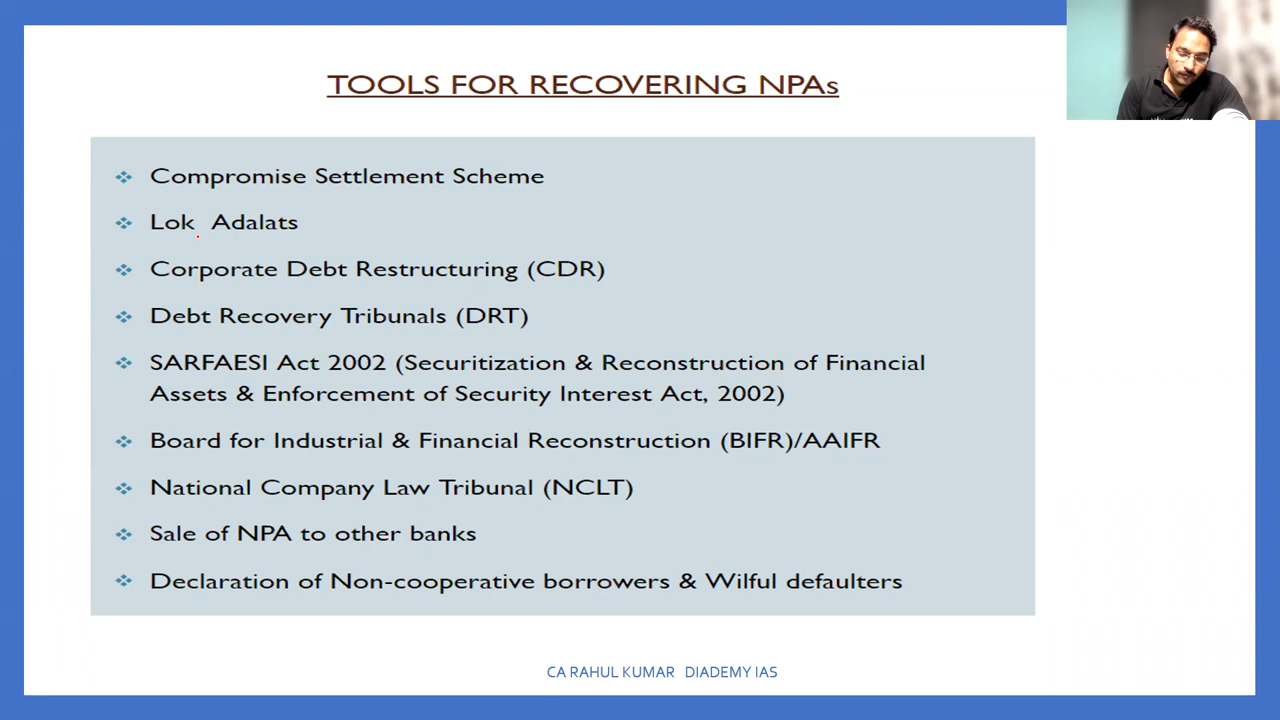 TOOLS FOR RECOVERING NPAs
Compromise Settlement Scheme
Lok Adalats
Corporate Debt Restructuring (CDR)
Debt Recovery Tribunals (DRT)
SARFAESI Act 2002 (Securitization & Reconstruction of Financial
Assets & Enforcement of Security Interest Act, 2002)
Board for Industrial & Financial Reconstruction (BIFR)/AAIFR
National Company Law Tribunal (NCLT)
Sale of NPA to other banks
Declaration of Non-cooperative borrowers & Wilful defaulters
CA RAHUL KUMAR DIADEMY IAS